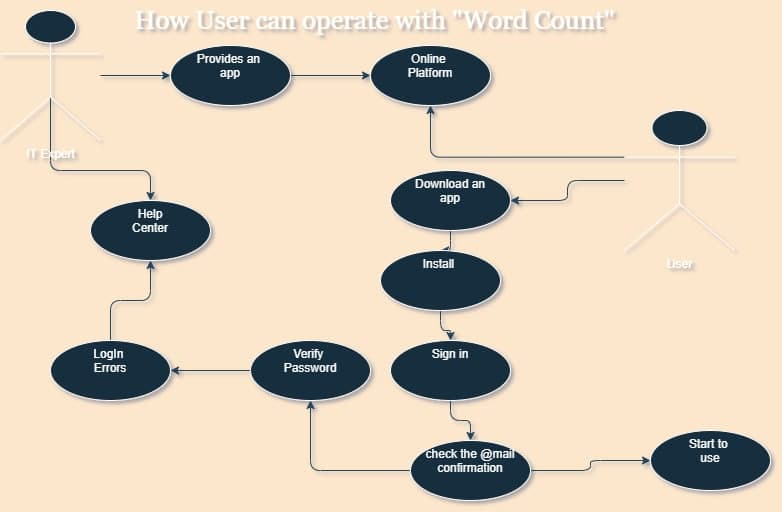 How User can operate with "Word Count"
Provides an
app
Online
Platform
IT Expert
Download an
app
Help
Center
Install
User
LogIn
Errors
Verify
Password
Sign in
check the @mail
confirmation
Start to
use